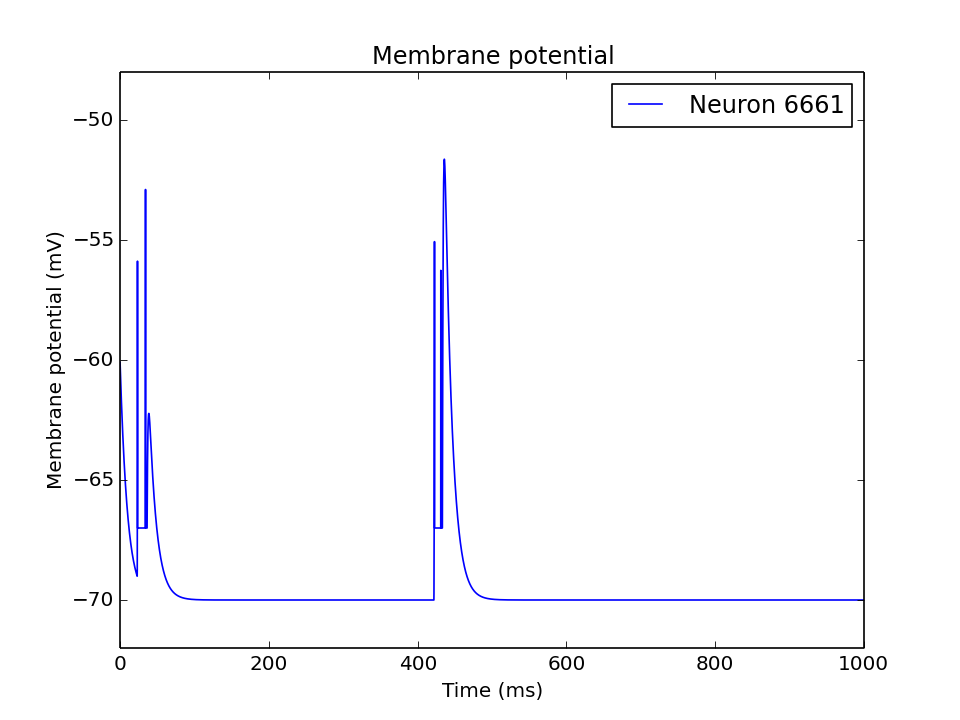 Membrane potential
Neuron 6661
Membrane potential (mV)
−50
−55
−60
−65
−70
0 200 400 600 800 1000
Time (ms)